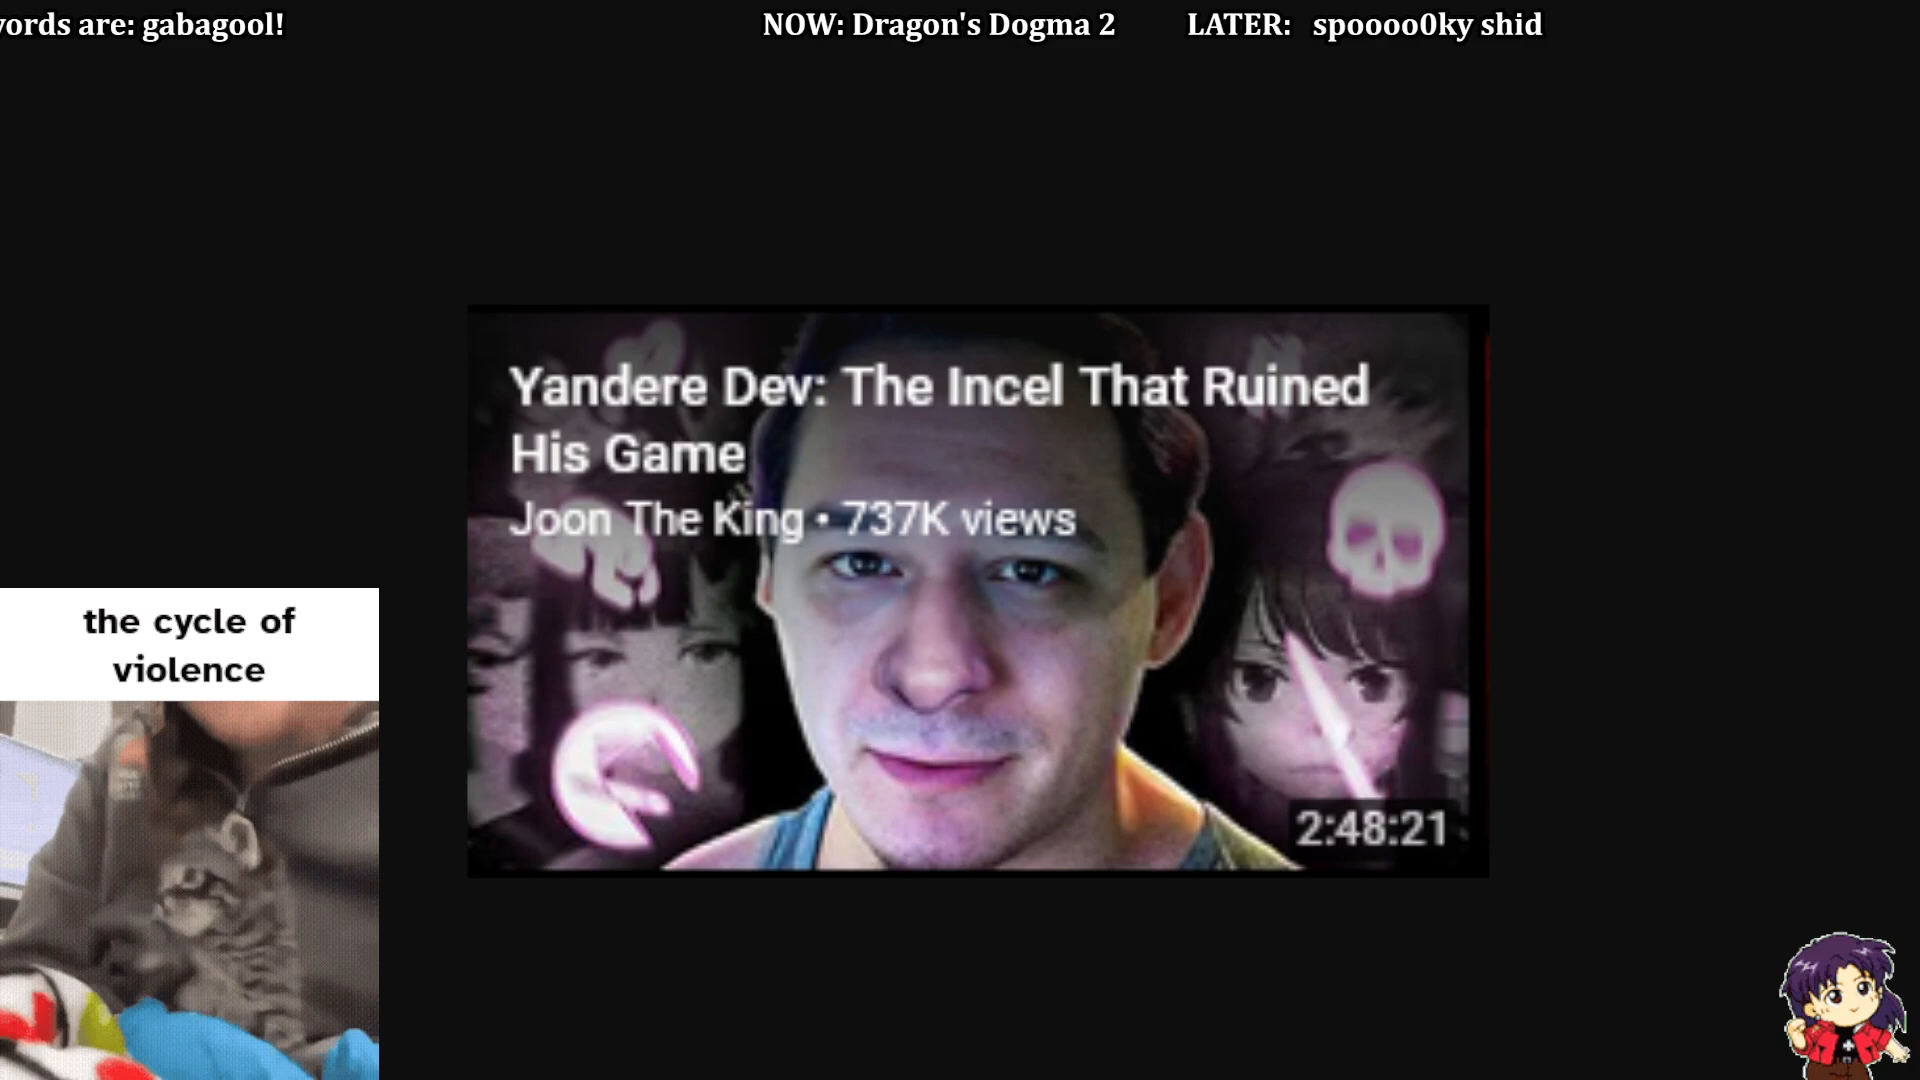 words are: gabagool!
NOW: Dragon's Dogma 2
LATER: spoooo0ky shid
Yandere Dev: The Incel That Ruined
His Game
Joon The King • 737K views
2:48:21
the cycle of
violence